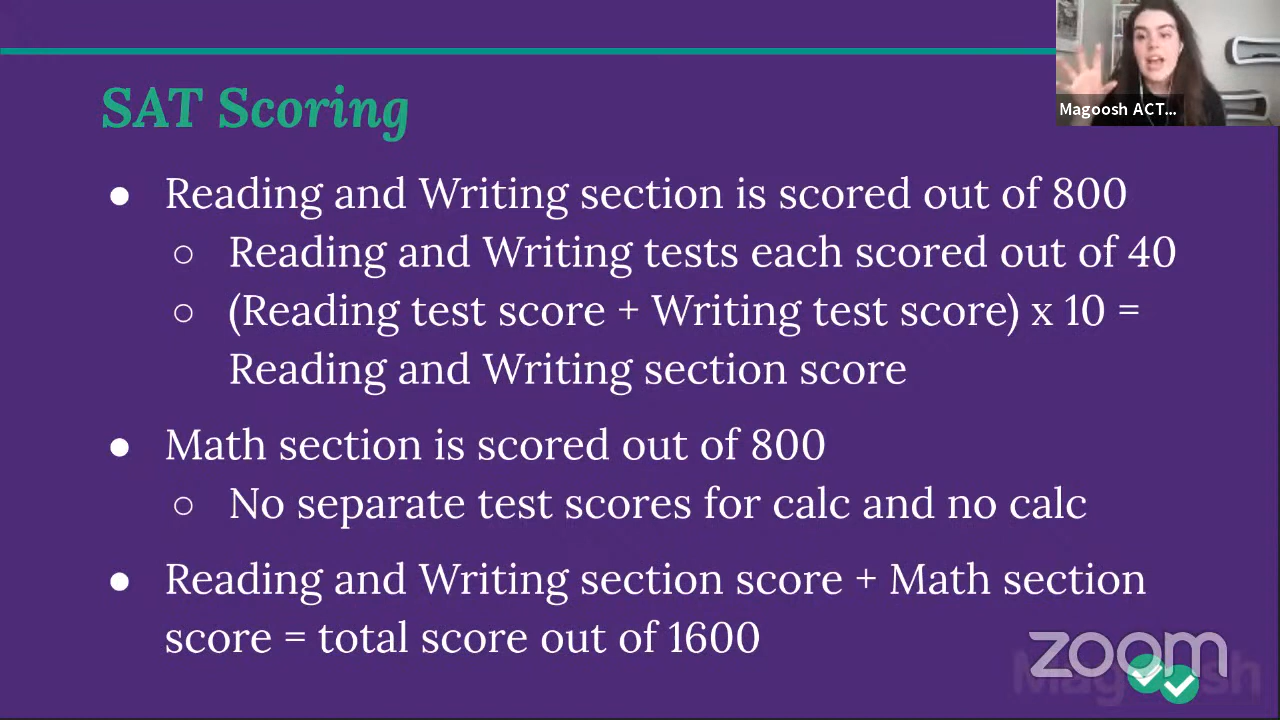 SAT Scoring
Magoosh ACT...
● Reading and Writing section is scored out of 800
○ Reading and Writing tests each scored out of 40
○ (Reading test score + Writing test score) x 10 =
Reading and Writing section score
● Math section is scored out of 800
○ No separate test scores for calc and no calc
● Reading and Writing section score + Math section
score = total score out of 1600
zoom
Magoosh